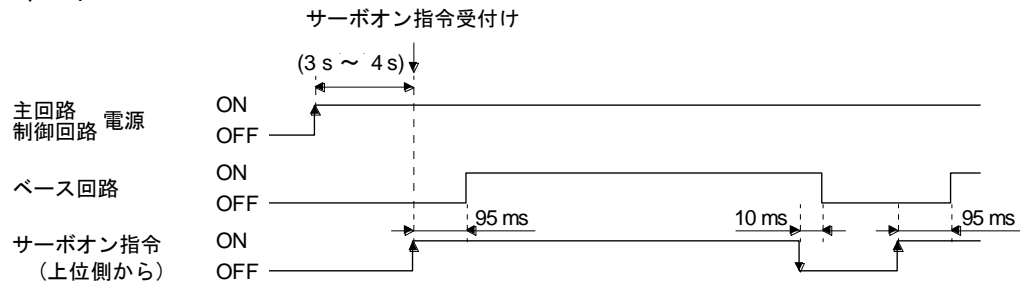 サーボオン指令受付け
(3 s ～ 4 s)
主回路
制御回路 電源
ON
OFF
ベース回路
ON
OFF
95 ms
10 ms
95 ms
サーボオン指令
（上位側から）
ON
OFF